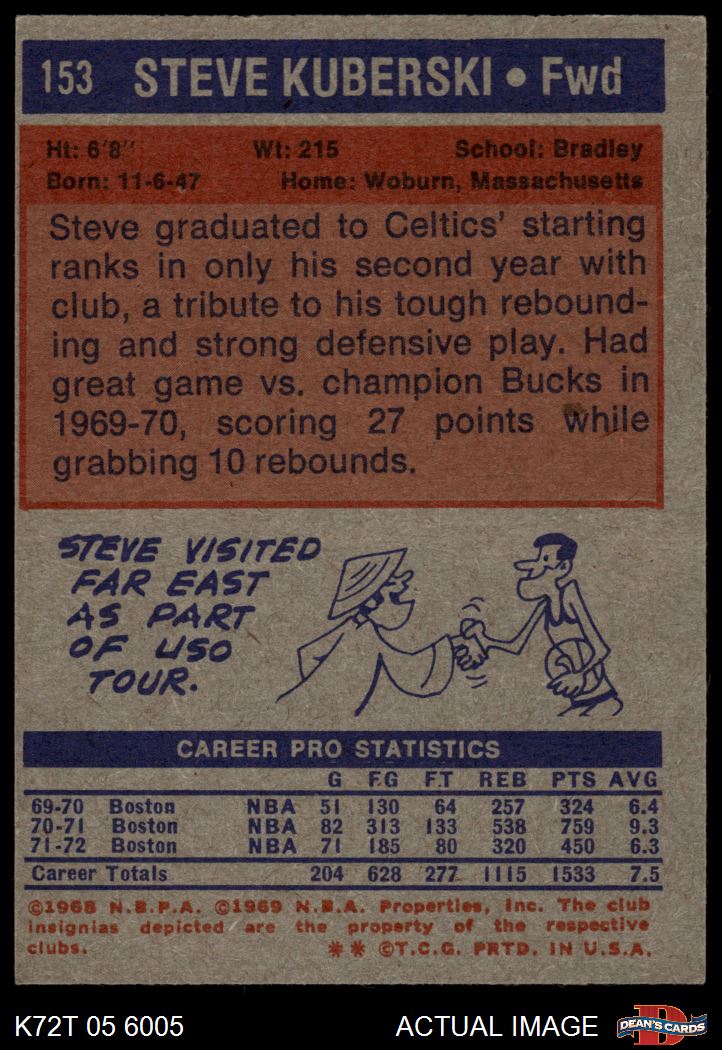 153 STEVE KUBERSKI • Fwd
Ht: 6'8" Wt: 215 School: Bradley
Born: 11-6-47 Home: Woburn, Massachusetts
Steve graduated to Celtics' starting
ranks in only his second year with
club, a tribute to his tough rebound-
ing and strong defensive play. Had
great game vs. champion Bucks in
1969-70, scoring 27 points while
grabbing 10 rebounds.
STEVE VISITED
FAR EAST
AS PART
OF USO
TOUR.
CAREER PRO STATISTICS
G F.G F.T REB PTS AVG
69-70 Boston NBA 51 130 64 257 324 6.4
70-71 Boston NBA 82 313 133 538 759 9.3
71-72 Boston NBA 71 185 80 320 450 6.3
Career Totals 204 628 277 1115 1533 7.5
©1968 N.B.P.A. ©1969 N.B.A. Properties, Inc. The club
insignias depicted are the property of the respective
clubs. ** ©T.C.G. PRTD. IN U.S.A.
K72T 05 6005 ACTUAL IMAGE D DEAN'S CARDS